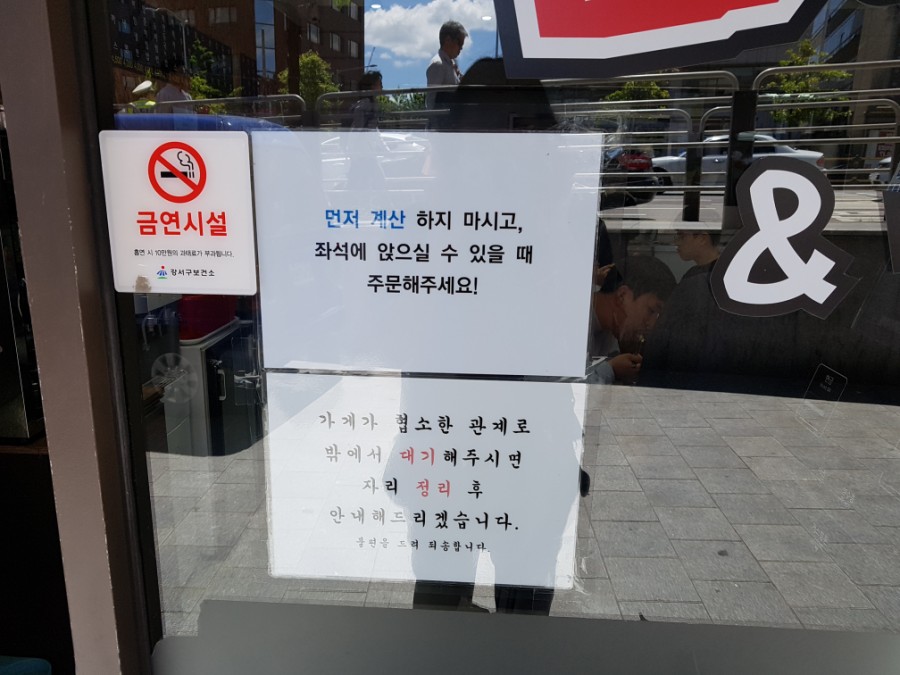 금연시설
흡연 시 10만원의 과태료가 부과됩니다.
강서구보건소
먼저 계산 하지 마시고,
좌석에 앉으실 수 있을 때
주문해주세요!
가게가 협소한 관계로
밖에서 대기해주시면
자리 정리 후
안내해드리겠습니다.
불편을 드려 죄송합니다.
&